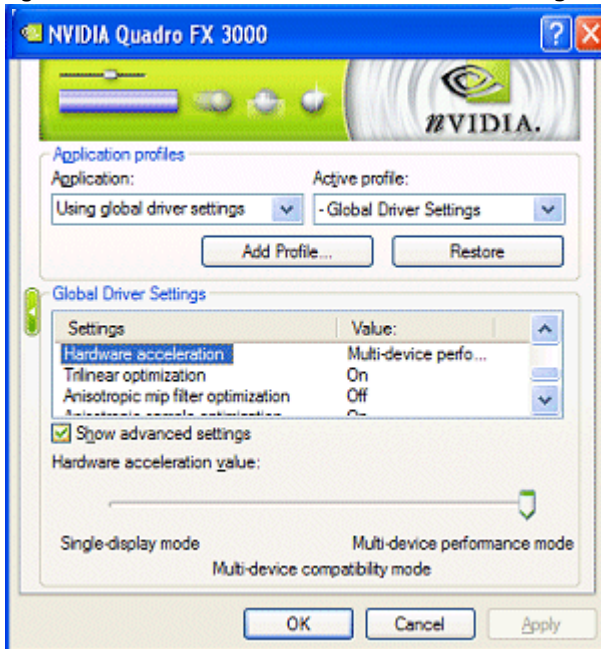 NVIDIA Quadro FX 3000
nVIDIA.
Application profiles
Application:
Active profile:
Using global driver settings
- Global Driver Settings
Add Profile...
Restore
Global Driver Settings
Settings
Value:
Hardware acceleration
Multi-device perfo...
Trilinear optimization
On
Anisotropic mip filter optimization
Off
Show advanced settings
Hardware acceleration value:
Single-display mode
Multi-device performance mode
Multi-device compatibility mode
OK
Cancel
Apply